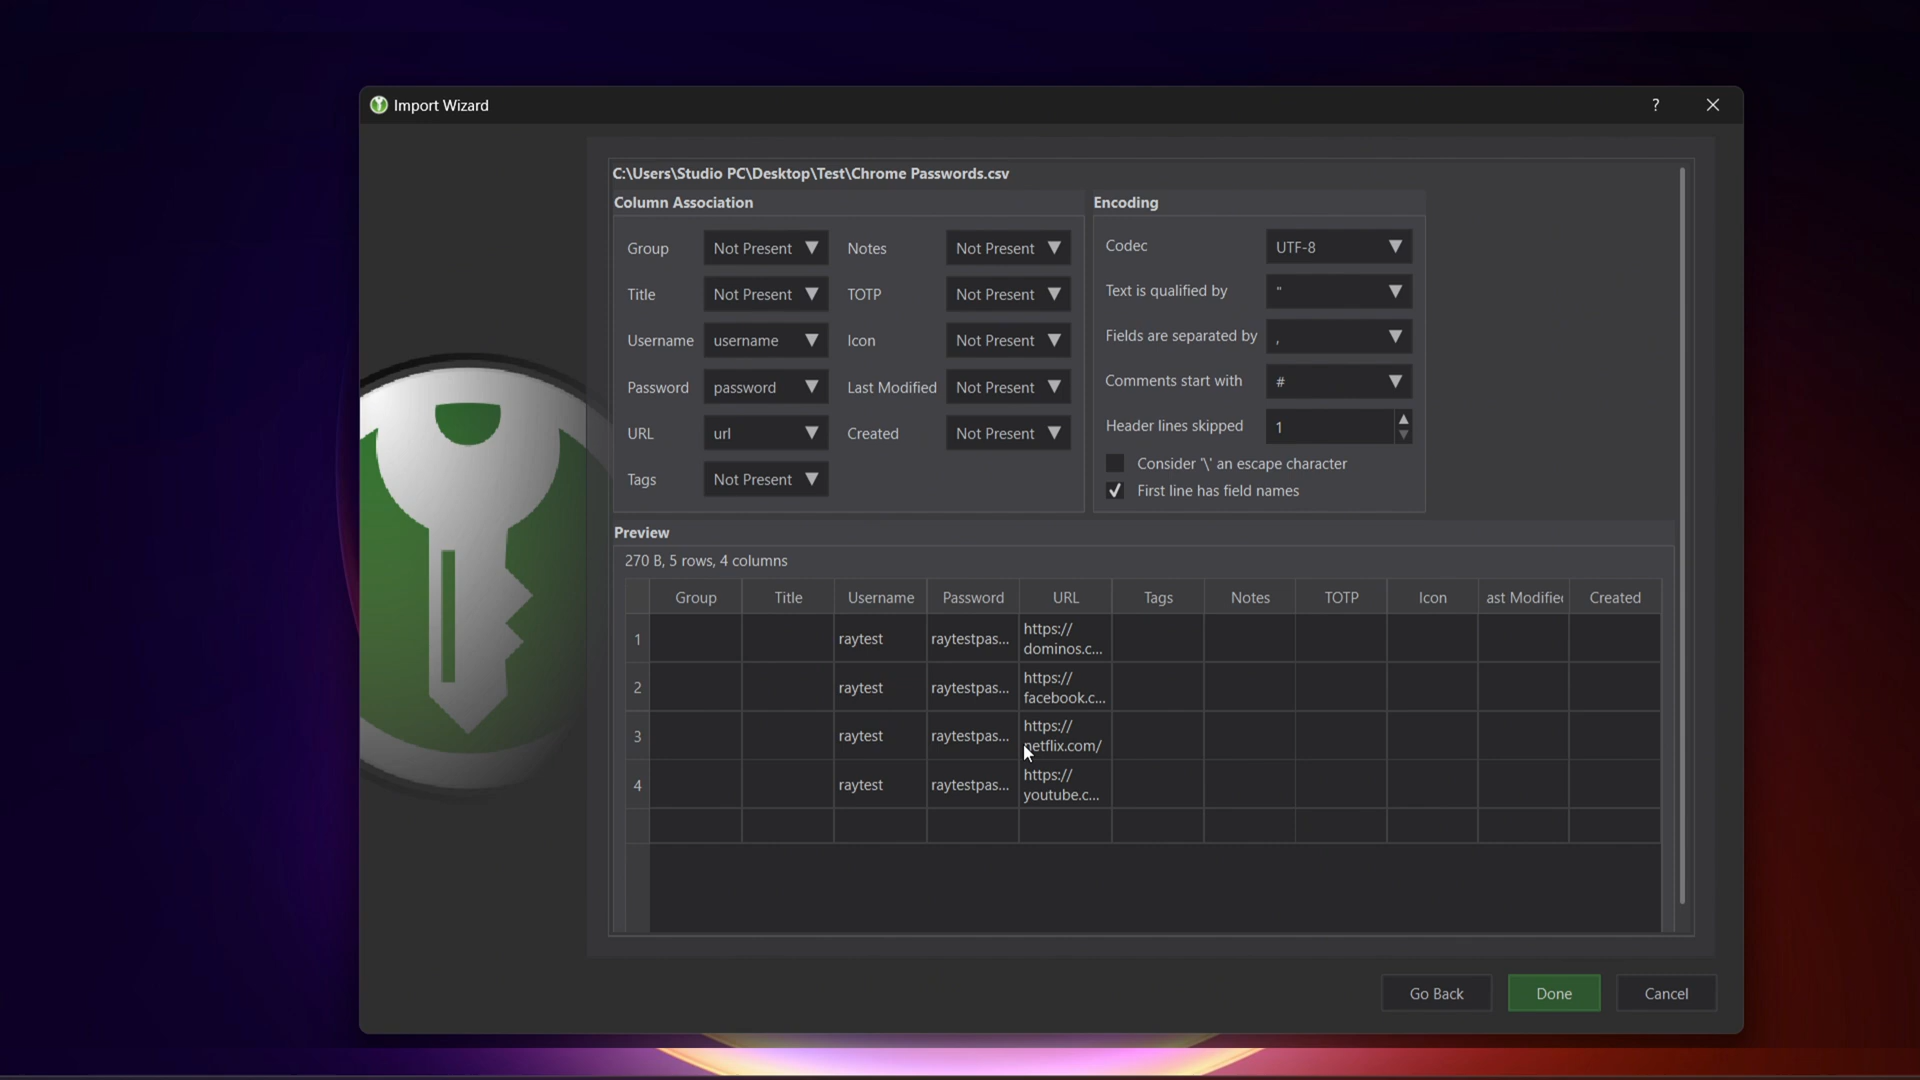 Import Wizard
?
C:\Users\Studio PC\Desktop\Test\Chrome Passwords.csv
Column Association
Group Not Present Notes Not Present
Title Not Present TOTP Not Present
Username username Icon Not Present
Password password Last Modified Not Present
URL url Created Not Present
Tags Not Present
Encoding
Codec UTF-8
Text is qualified by "
Fields are separated by ,
Comments start with #
Header lines skipped 1
Consider '\' an escape character
First line has field names
Preview
270 B, 5 rows, 4 columns
Group Title Username Password URL Tags Notes TOTP Icon ast Modified Created
1 raytest raytestpas... https://
dominos.c...
2 raytest raytestpas... https://
facebook.c...
3 raytest raytestpas... https://
netflix.com/
4 raytest raytestpas... https://
youtube.c...
Go Back Done Cancel